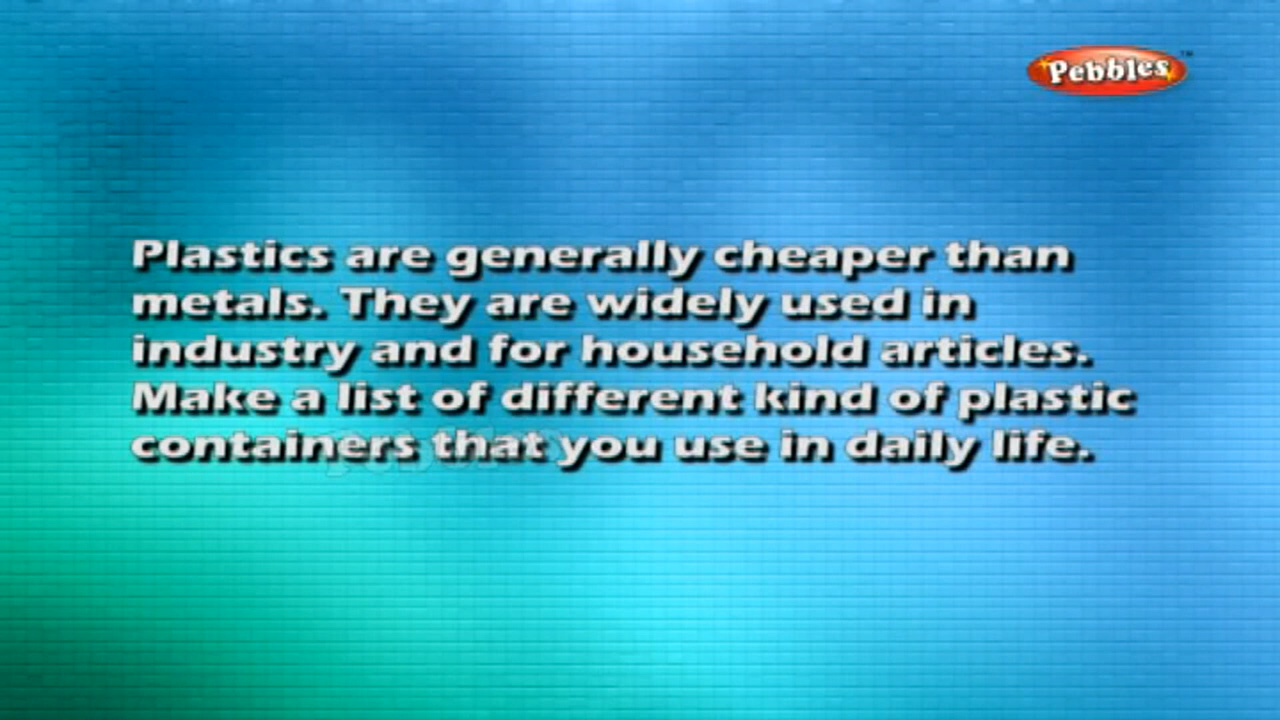 Pebbles™
Plastics are generally cheaper than
metals. They are widely used in
industry and for household articles.
Make a list of different kind of plastic
containers that you use in daily life.
Pebbles